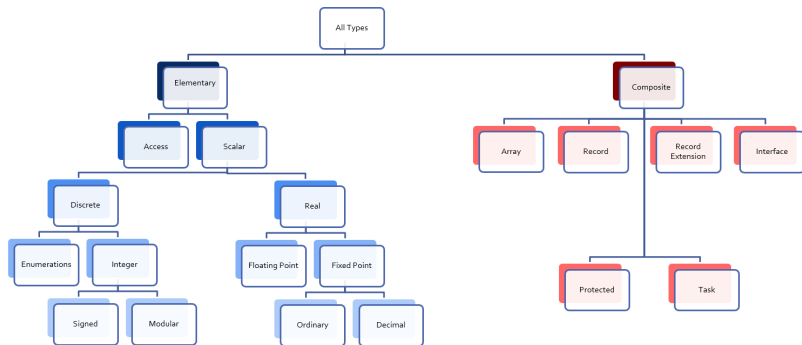 All Types
Elementary
Composite
Access
Scalar
Array
Record
Record
Extension
Interface
Discrete
Real
Enumerations
Integer
Floating Point
Fixed Point
Protected
Task
Signed
Modular
Ordinary
Decimal